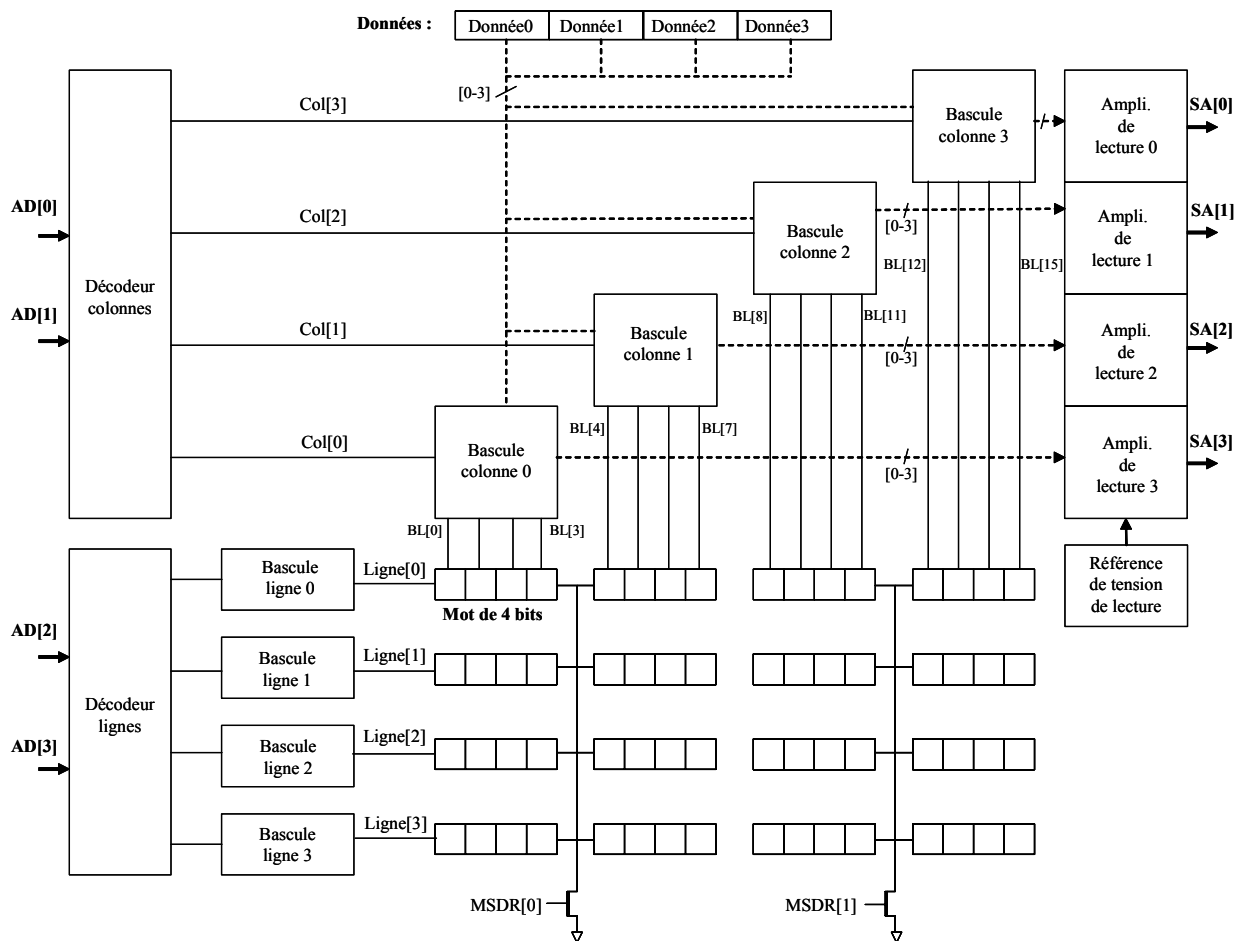 Données :
Donnée0 Donnée1 Donnée2 Donnée3
[0-3]
Col[3]
Bascule
colonne 3
Ampli.
de
lecture 0
SA[0]
AD[0]
Col[2]
Bascule
colonne 2
[0-3]
Ampli.
de
lecture 1
SA[1]
BL[12]
BL[15]
Décodeur
colonnes
AD[1]
Col[1]
Bascule
colonne 1
BL[8]
BL[11]
[0-3]
Ampli.
de
lecture 2
SA[2]
Col[0]
Bascule
colonne 0
BL[4]
BL[7]
[0-3]
Ampli.
de
lecture 3
SA[3]
BL[0]
BL[3]
Bascule
ligne 0
Ligne[0]
Mot de 4 bits
Référence
de tension
de lecture
AD[2]
Bascule
ligne 1
Ligne[1]
Décodeur
lignes
AD[3]
Bascule
ligne 2
Ligne[2]
Bascule
ligne 3
Ligne[3]
MSDR[0]
MSDR[1]